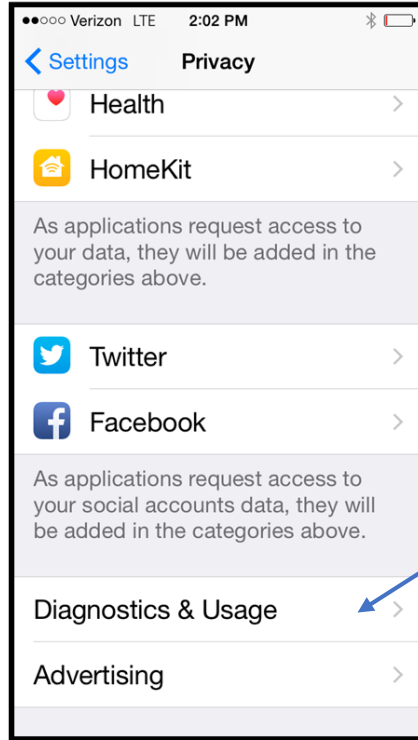 Verizon LTE 2:02 PM
Settings Privacy
Health
HomeKit
As applications request access to
your data, they will be added in the
categories above.
Twitter
Facebook
As applications request access to
your social accounts data, they will
be added in the categories above.
Diagnostics & Usage
Advertising